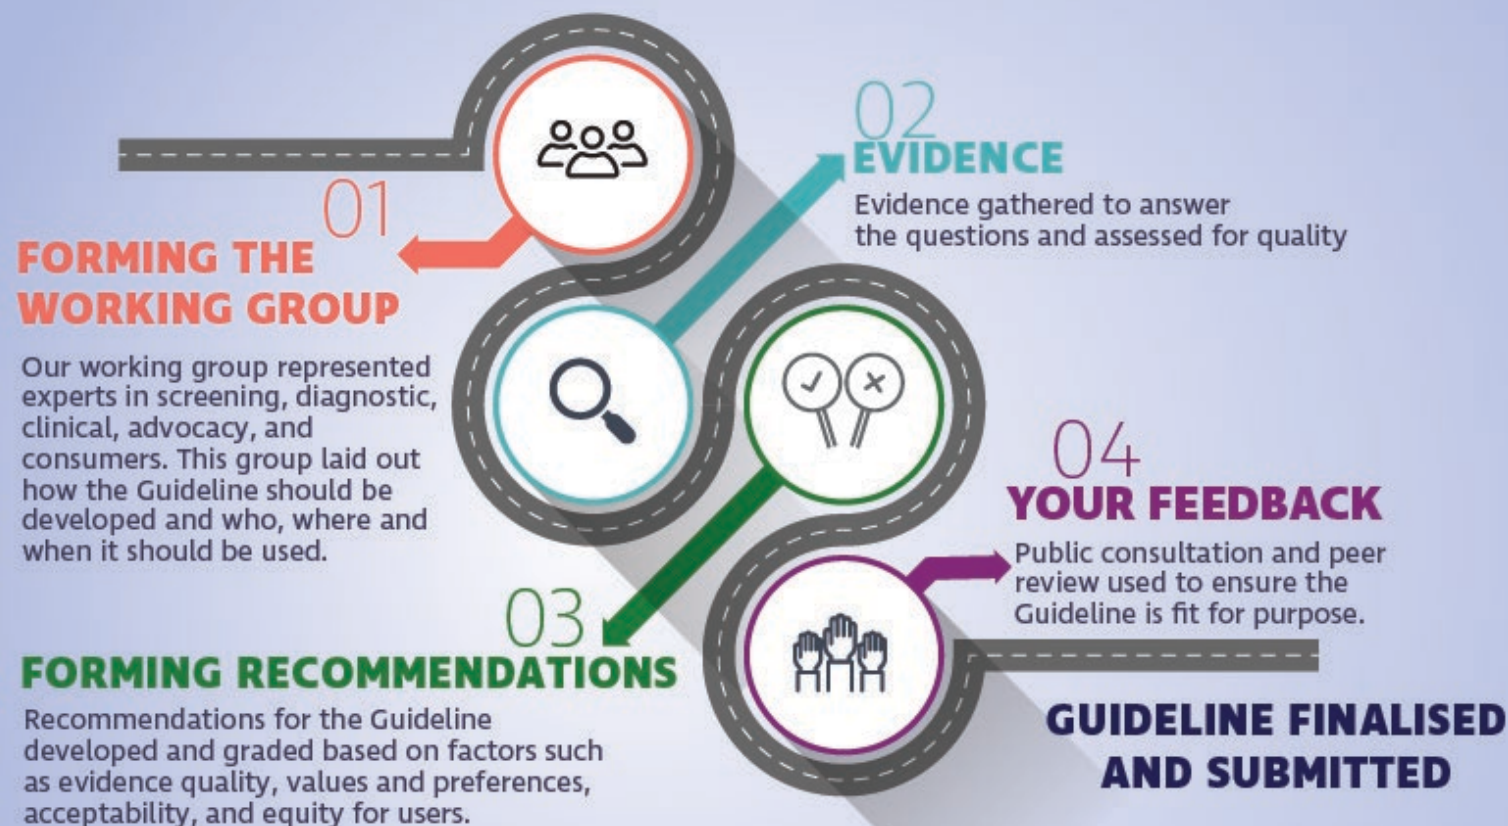 01
FORMING THE
WORKING GROUP
Our working group represented
experts in screening, diagnostic,
clinical, advocacy, and
consumers. This group laid out
how the Guideline should be
developed and who, where and
when it should be used.
02
EVIDENCE
Evidence gathered to answer
the questions and assessed for quality
03
FORMING RECOMMENDATIONS
Recommendations for the Guideline
developed and graded based on factors such
as evidence quality, values and preferences,
acceptability, and equity for users.
04
YOUR FEEDBACK
Public consultation and peer
review used to ensure the
Guideline is fit for purpose.
GUIDELINE FINALISED
AND SUBMITTED